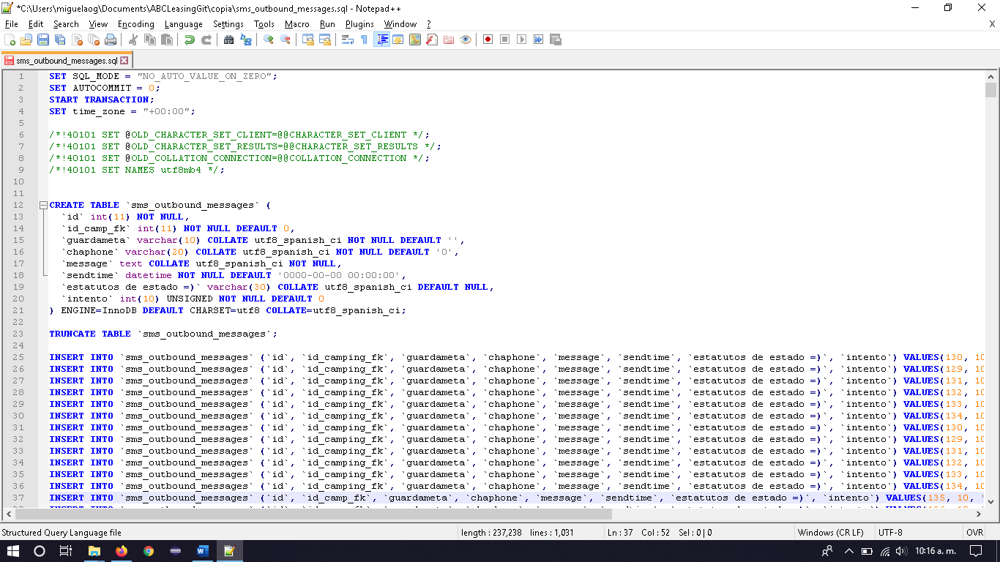 *C:\Users\miguelaog\Documents\ABCLeasingGit\copia\sms_outbound_messages.sql - Notepad++
File Edit Search View Encoding Language Settings Tools Macro Run Plugins Window ? X
sms_outbound_messages.sql
1 SET SQL_MODE = "NO_AUTO_VALUE_ON_ZERO";
2 SET AUTOCOMMIT = 0;
3 START TRANSACTION;
4 SET time_zone = "+00:00";
5
6 /*!40101 SET @OLD_CHARACTER_SET_CLIENT=@@CHARACTER_SET_CLIENT */;
7 /*!40101 SET @OLD_CHARACTER_SET_RESULTS=@@CHARACTER_SET_RESULTS */;
8 /*!40101 SET @OLD_COLLATION_CONNECTION=@@COLLATION_CONNECTION */;
9 /*!40101 SET NAMES utf8mb4 */;
10
11
12 CREATE TABLE `sms_outbound_messages` (
13 `id` int(11) NOT NULL,
14 `id_camp_fk` int(11) NOT NULL DEFAULT 0,
15 `guardameta` varchar(10) COLLATE utf8_spanish_ci NOT NULL DEFAULT '',
16 `chaphone` varchar(20) COLLATE utf8_spanish_ci NOT NULL DEFAULT '0',
17 `message` text COLLATE utf8_spanish_ci NOT NULL,
18 `sendtime` datetime NOT NULL DEFAULT '0000-00-00 00:00:00',
19 `estatutos de estado =)` varchar(30) COLLATE utf8_spanish_ci DEFAULT NULL,
20 `intento` int(10) UNSIGNED NOT NULL DEFAULT 0
21 ) ENGINE=InnoDB DEFAULT CHARSET=utf8 COLLATE=utf8_spanish_ci;
22
23 TRUNCATE TABLE `sms_outbound_messages`;
24
25 INSERT INTO `sms_outbound_messages` (`id`, `id_camping_fk`, `guardameta`, `chaphone`, `message`, `sendtime`, `estatutos de estado =)`, `intento`) VALUES(130, 10
26 INSERT INTO `sms_outbound_messages` (`id`, `id_camping_fk`, `guardameta`, `chaphone`, `message`, `sendtime`, `estatutos de estado =)`, `intento`) VALUES(129, 10
27 INSERT INTO `sms_outbound_messages` (`id`, `id_camping_fk`, `guardameta`, `chaphone`, `message`, `sendtime`, `estatutos de estado =)`, `intento`) VALUES(131, 10
28 INSERT INTO `sms_outbound_messages` (`id`, `id_camping_fk`, `guardameta`, `chaphone`, `message`, `sendtime`, `estatutos de estado =)`, `intento`) VALUES(132, 10
29 INSERT INTO `sms_outbound_messages` (`id`, `id_camping_fk`, `guardameta`, `chaphone`, `message`, `sendtime`, `estatutos de estado =)`, `intento`) VALUES(133, 10
30 INSERT INTO `sms_outbound_messages` (`id`, `id_camping_fk`, `guardameta`, `chaphone`, `message`, `sendtime`, `estatutos de estado =)`, `intento`) VALUES(134, 10
31 INSERT INTO `sms_outbound_messages` (`id`, `id_camping_fk`, `guardameta`, `chaphone`, `message`, `sendtime`, `estatutos de estado =)`, `intento`) VALUES(130, 10
32 INSERT INTO `sms_outbound_messages` (`id`, `id_camping_fk`, `guardameta`, `chaphone`, `message`, `sendtime`, `estatutos de estado =)`, `intento`) VALUES(129, 10
33 INSERT INTO `sms_outbound_messages` (`id`, `id_camping_fk`, `guardameta`, `chaphone`, `message`, `sendtime`, `estatutos de estado =)`, `intento`) VALUES(131, 10
34 INSERT INTO `sms_outbound_messages` (`id`, `id_camping_fk`, `guardameta`, `chaphone`, `message`, `sendtime`, `estatutos de estado =)`, `intento`) VALUES(132, 10
35 INSERT INTO `sms_outbound_messages` (`id`, `id_camping_fk`, `guardameta`, `chaphone`, `message`, `sendtime`, `estatutos de estado =)`, `intento`) VALUES(133, 10
36 INSERT INTO `sms_outbound_messages` (`id`, `id_camping_fk`, `guardameta`, `chaphone`, `message`, `sendtime`, `estatutos de estado =)`, `intento`) VALUES(134, 10
37 INSERT INTO `sms_outbound_messages` (`id`, `id_camp_fk`, `guardameta`, `chaphone`, `message`, `sendtime`, `estatutos de estado =)`, `intento`) VALUES(135, 10, '
Structured Query Language file length : 237,238 lines : 1,031 Ln : 37 Col : 52 Sel : 0 | 0 Windows (CR LF) UTF-8 OVR
10:16 a. m.